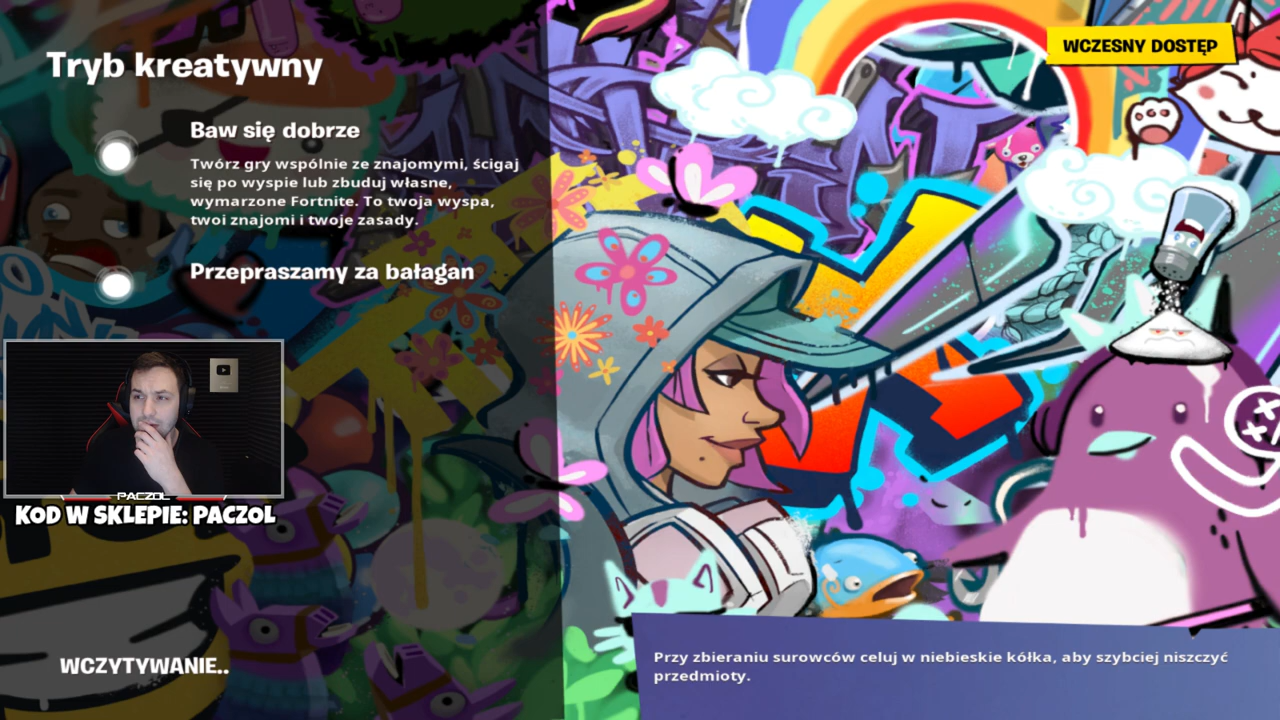 Tryb kreatywny
WCZESNY DOSTĘP
Baw się dobrze
Twórz gry wspólnie ze znajomymi, ścigaj
się po wyspie lub zbuduj własne,
wymarzone Fortnite. To twoja wyspa,
twoi znajomi i twoje zasady.
Przepraszamy za bałagan
PACZOL
KOD W SKLEPIE: PACZOL
WCZYTYWANIE..
Przy zbieraniu surowców celuj w niebieskie kółka, aby szybciej niszczyć
przedmioty.